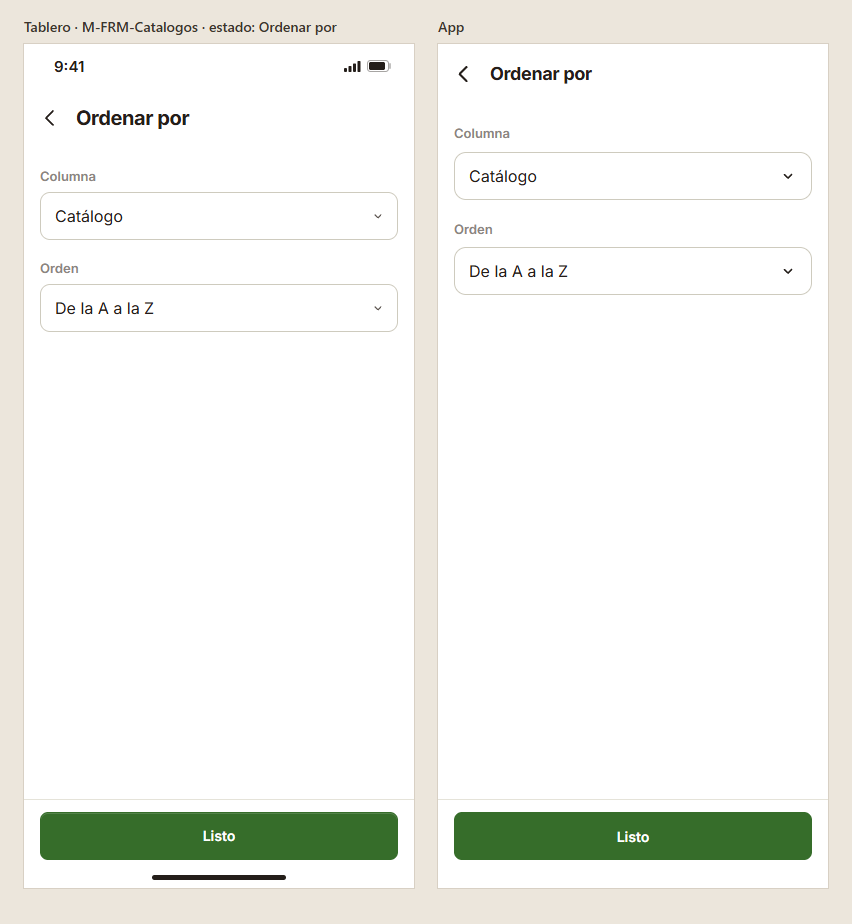 Tablero · M-FRM-Catalogos · estado: Ordenar por
9:41
Ordenar por
Columna
Catálogo
Orden
De la A a la Z
Listo
App
Ordenar por
Columna
Catálogo
Orden
De la A a la Z
Listo